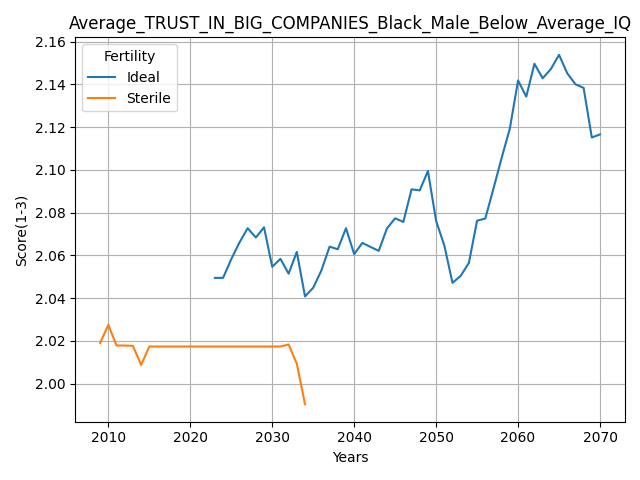 Average_TRUST_IN_BIG_COMPANIES_Black_Male_Below_Average_IQ
Fertility
Ideal
Sterile
Score(1-3)
2.16
2.14
2.12
2.10
2.08
2.06
2.04
2.02
2.00
2010 2020 2030 2040 2050 2060 2070
Years